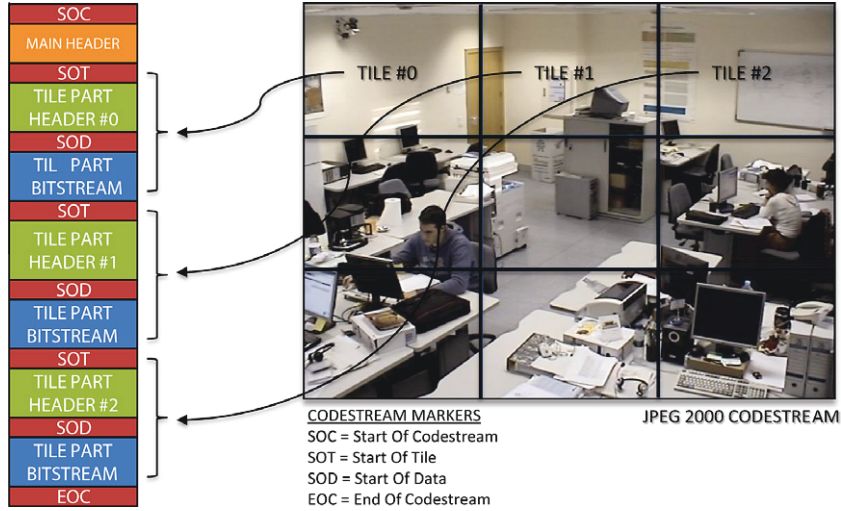 SOC
MAIN HEADER
SOT
TILE PART
HEADER #0
SOD
TIL PART
BITSTREAM
SOT
TILE PART
HEADER #1
SOD
TILE PART
BITSTREAM
SOT
TILE PART
HEADER #2
SOD
TILE PART
BITSTREAM
EOC
TILE #0
TILE #1
TILE #2
CODESTREAM MARKERS
SOC = Start Of Codestream
SOT = Start Of Tile
SOD = Start Of Data
EOC = End Of Codestream
JPEG 2000 CODESTREAM